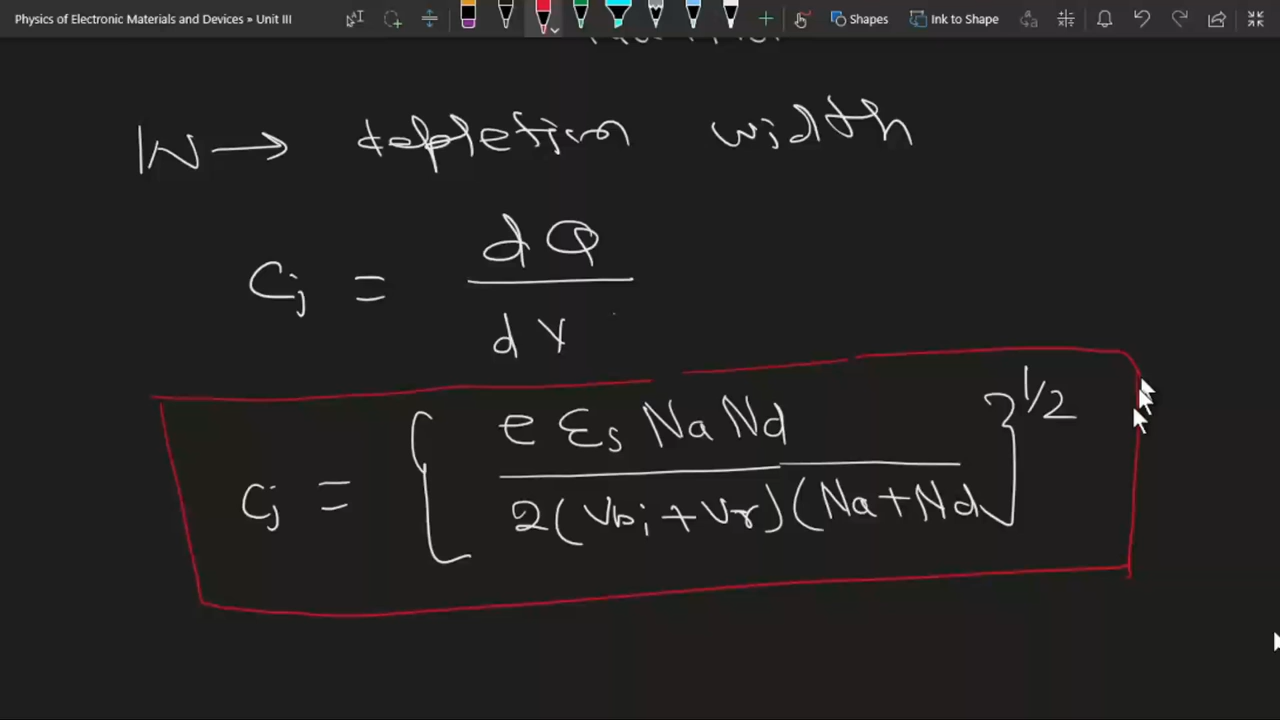 Physics of Electronic Materials and Devices » Unit III
Shapes
Ink to Shape
W → depletion width
Cj = dQ / dV
Cj = [ e Es Na Nd / 2(Vbi + Vr)(Na + Nd ]^1/2